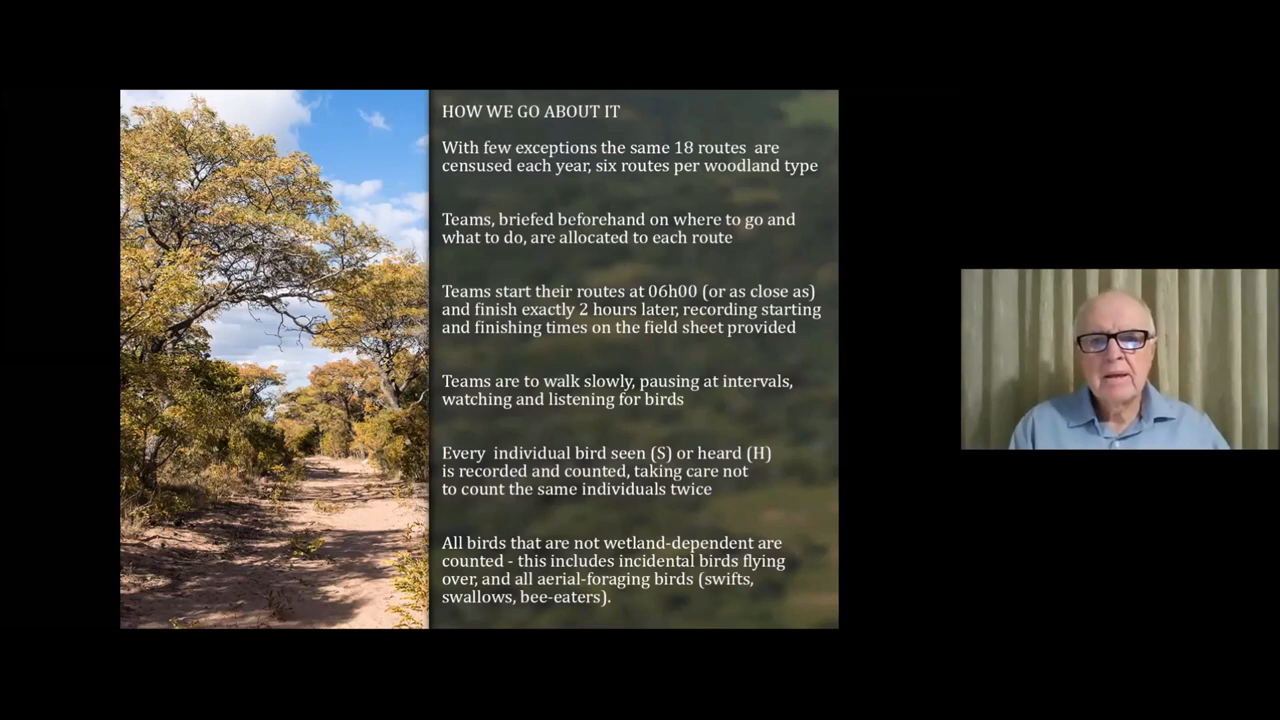 HOW WE GO ABOUT IT
With few exceptions the same 18 routes are
censused each year, six routes per woodland type
Teams, briefed beforehand on where to go and
what to do, are allocated to each route
Teams start their routes at 06h00 (or as close as)
and finish exactly 2 hours later, recording starting
and finishing times on the field sheet provided
Teams are to walk slowly, pausing at intervals,
watching and listening for birds
Every individual bird seen (S) or heard (H)
is recorded and counted, taking care not
to count the same individuals twice
All birds that are not wetland-dependent are
counted - this includes incidental birds flying
over, and all aerial-foraging birds (swifts,
swallows, bee-eaters).